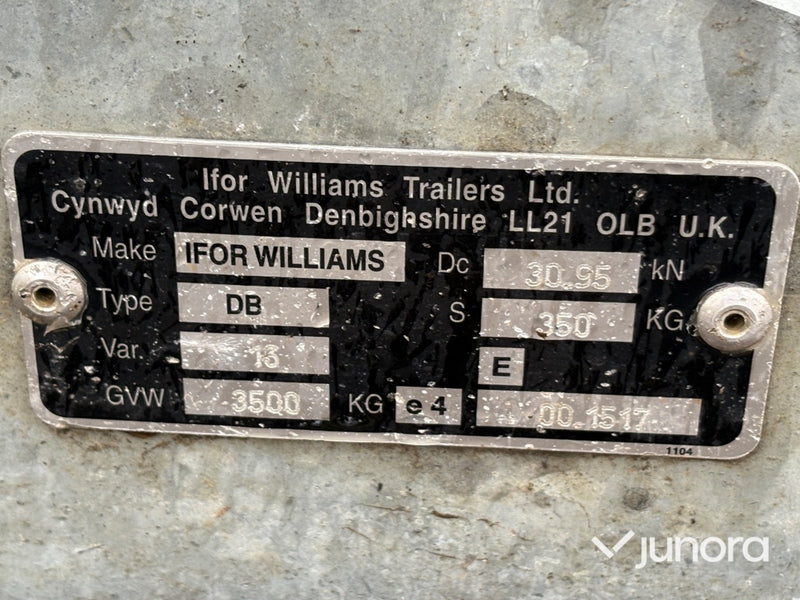 Ifor Williams Trailers Ltd.
Cynwyd Corwen Denbighshire LL21 OLB U.K.
Make IFOR WILLIAMS Dc 30.95 kN
Type DB S 350 KG
Var. 13 E
GVW 3500 KG e4 00.1517
1104
junora